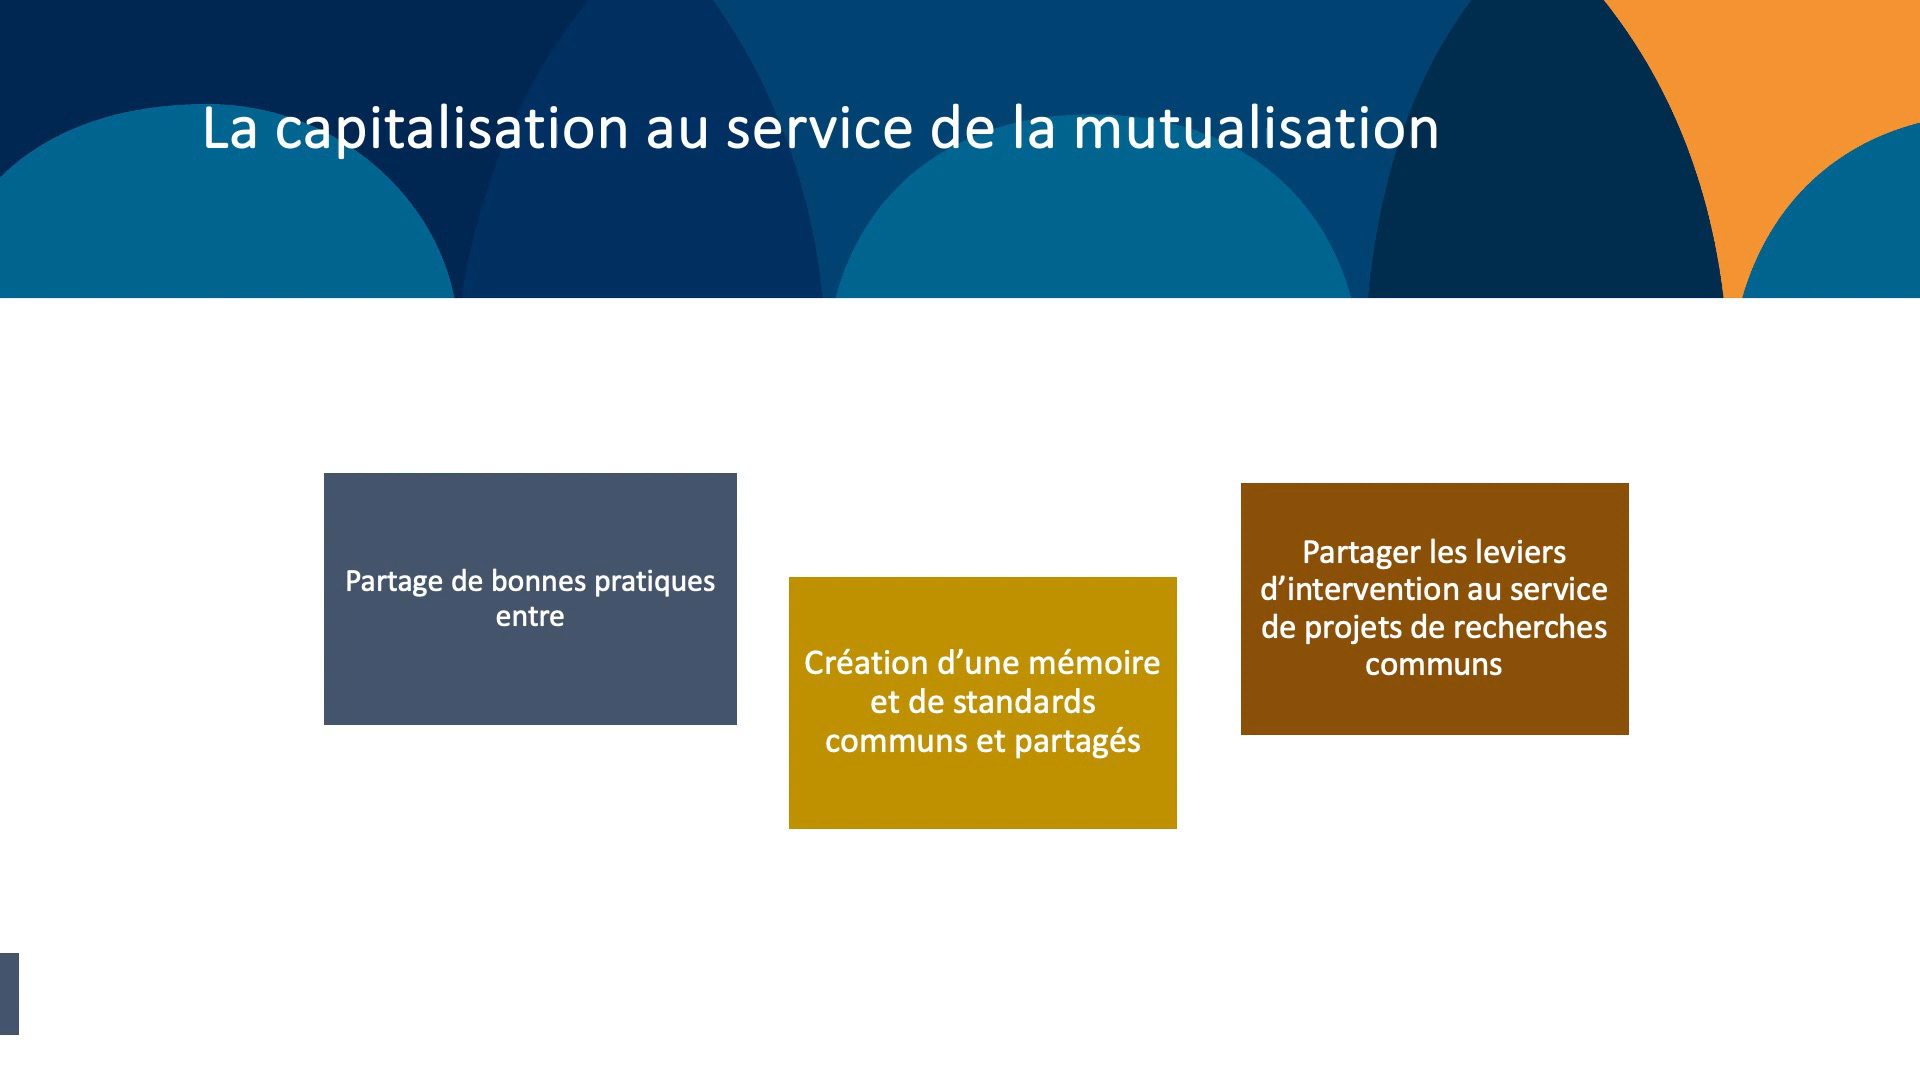 La capitalisation au service de la mutualisation
Partage de bonnes pratiques
entre
Création d’une mémoire
et de standards
communs et partagés
Partager les leviers
d’intervention au service
de projets de recherches
communs